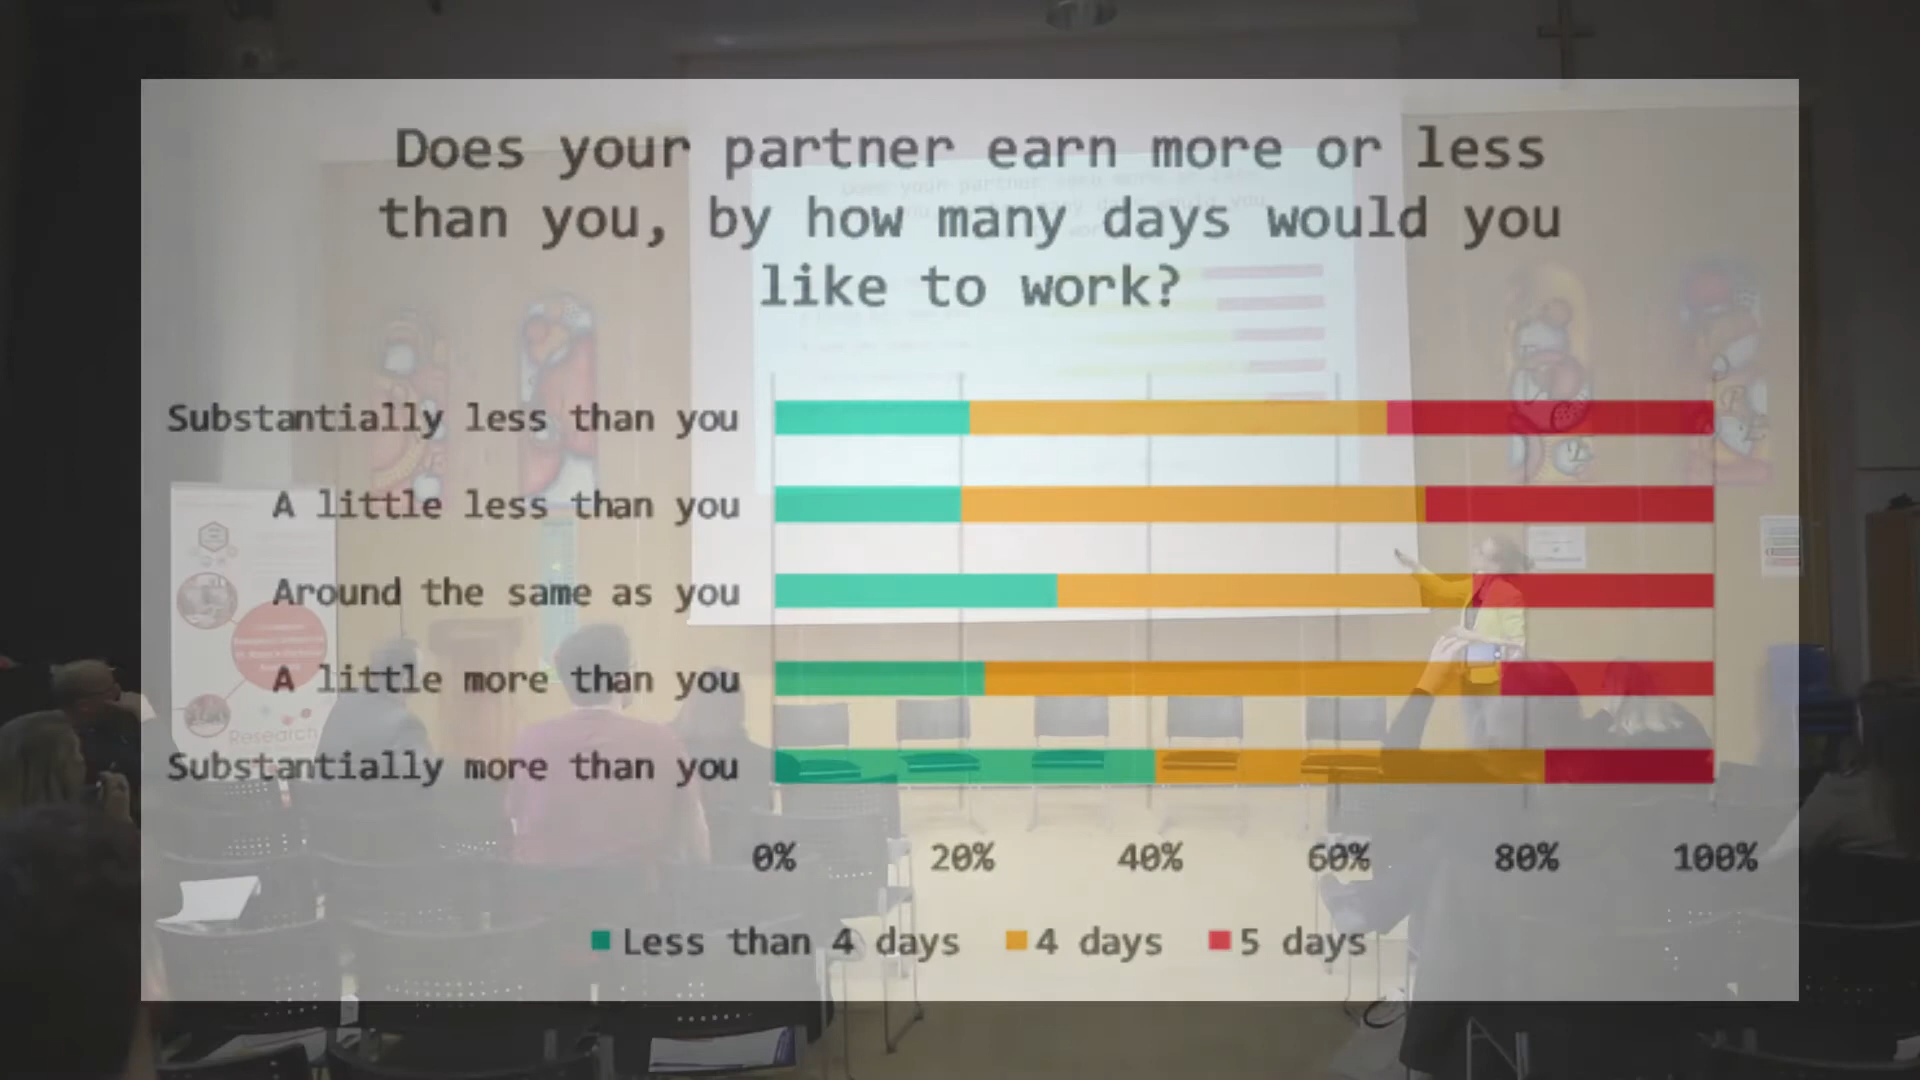 Does your partner earn more or less
than you, by how many days would you
like to work?
Substantially less than you
A little less than you
Around the same as you
A little more than you
Substantially more than you
0% 20% 40% 60% 80% 100%
Less than 4 days 4 days 5 days
Research